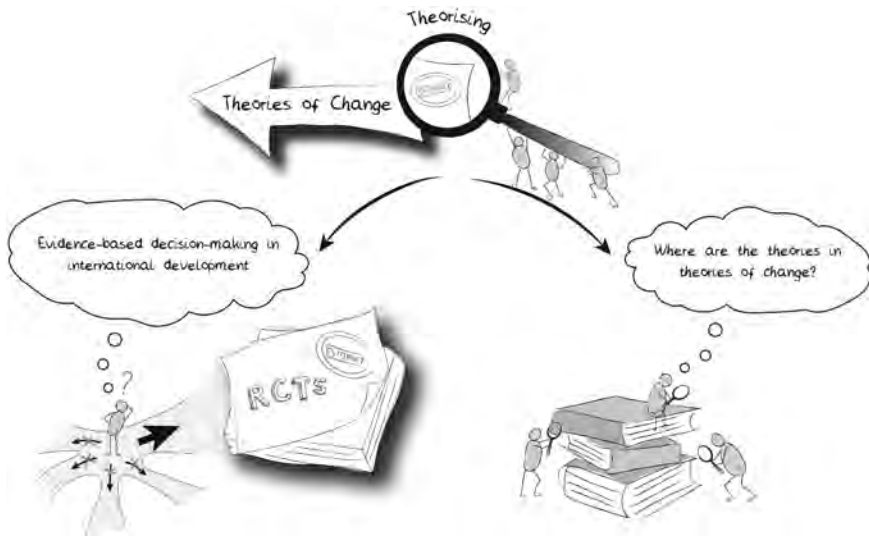 Theorising
Theories of Change
Evidence-based decision-making in
international development
Where are the theories in
theories of change?
?
RCTs